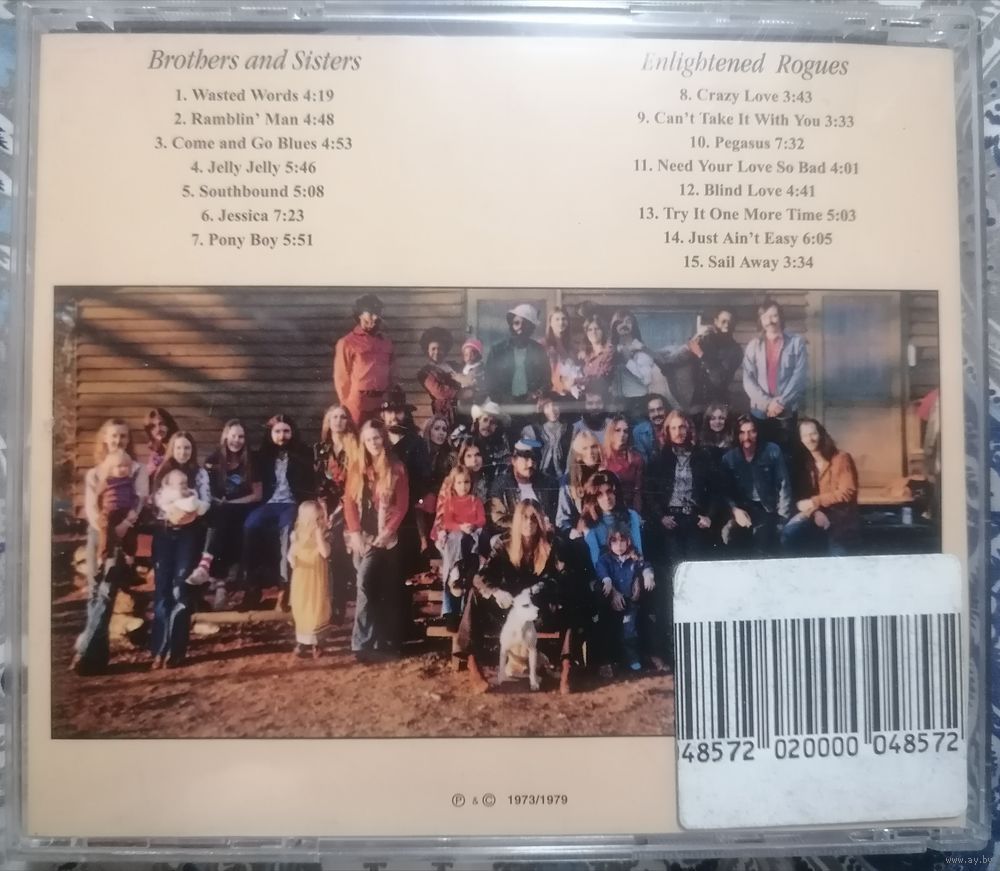 Brothers and Sisters
1. Wasted Words 4:19
2. Ramblin' Man 4:48
3. Come and Go Blues 4:53
4. Jelly Jelly 5:46
5. Southbound 5:08
6. Jessica 7:23
7. Pony Boy 5:51
Enlightened Rogues
8. Crazy Love 3:43
9. Can't Take It With You 3:33
10. Pegasus 7:32
11. Need Your Love So Bad 4:01
12. Blind Love 4:41
13. Try It One More Time 5:03
14. Just Ain't Easy 6:05
15. Sail Away 3:34
48572 020000 048572
℗ & © 1973/1979
www.ay.by